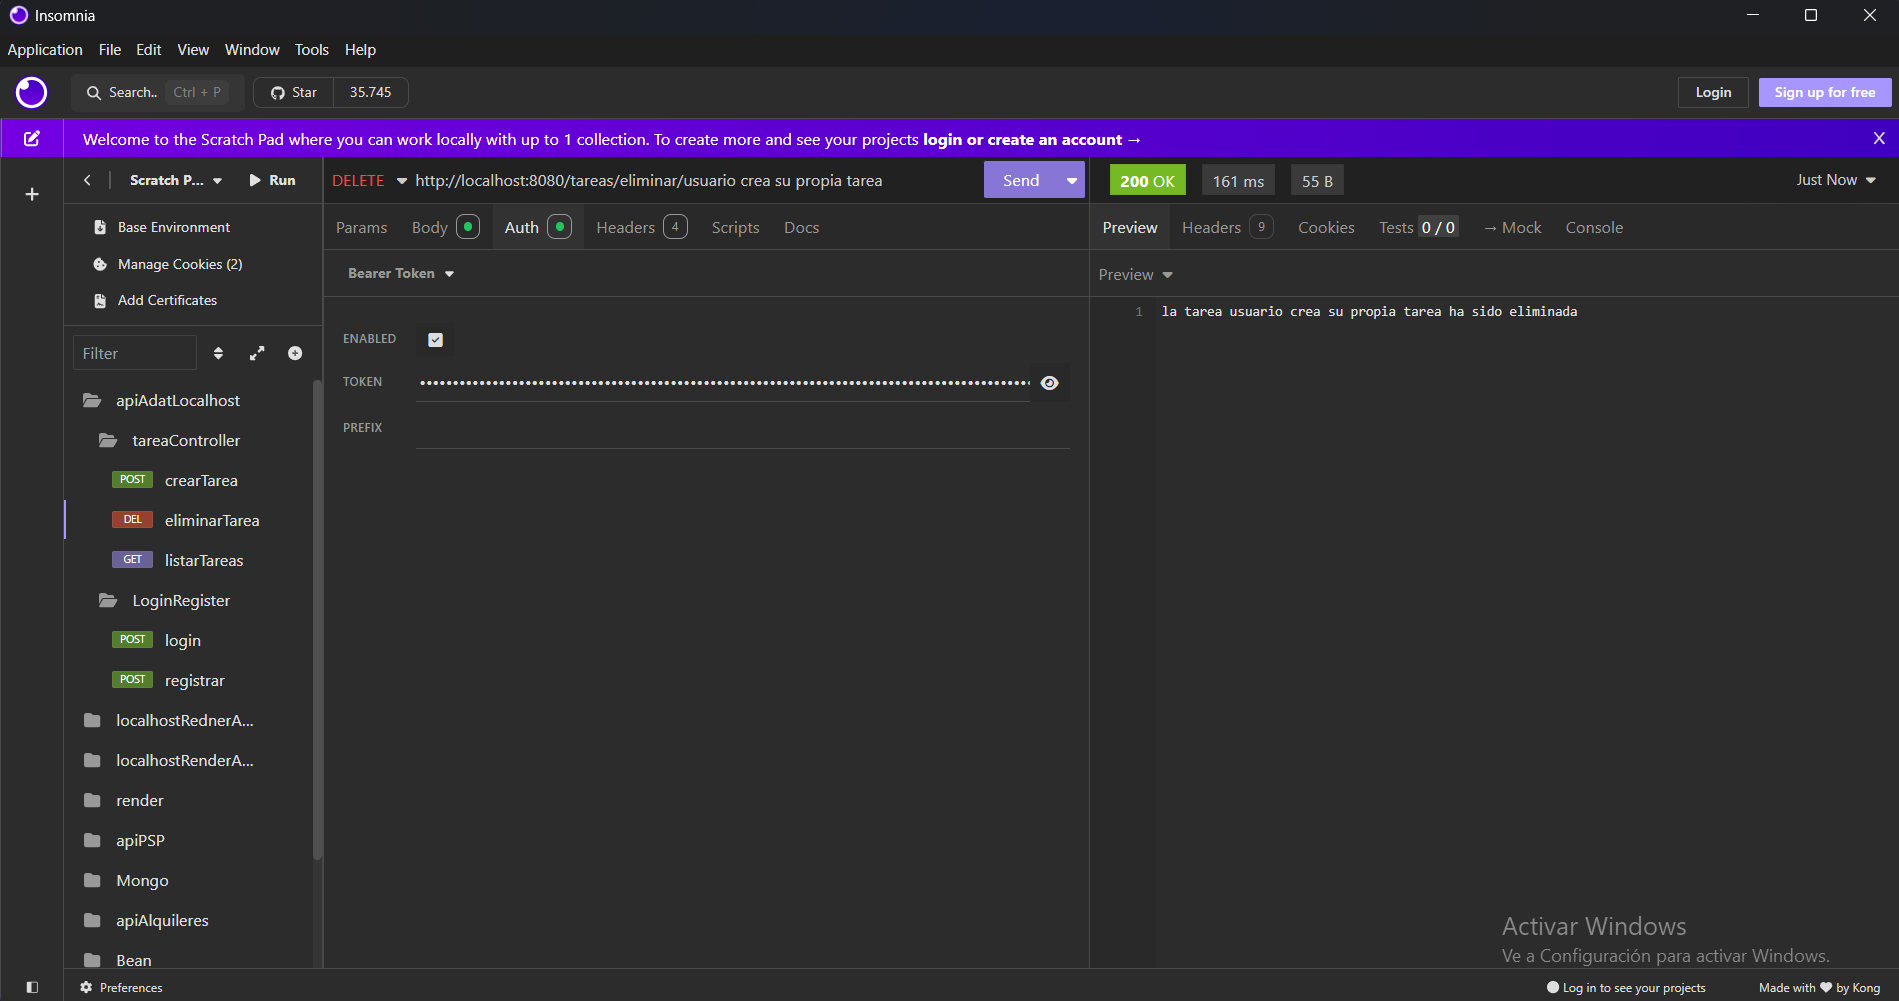 Insomnia
Application File Edit View Window Tools Help
Search.. Ctrl + P Star 35.745 Login Sign up for free
Welcome to the Scratch Pad where you can work locally with up to 1 collection. To create more and see your projects login or create an account → X
Scratch P... Run
DELETE http://localhost:8080/tareas/eliminar/usuario crea su propia tarea Send
200 OK 161 ms 55 B Just Now
Base Environment
Manage Cookies (2)
Add Certificates
Filter
apiAdatLocalhost
tareaController
POST crearTarea
DEL eliminarTarea
GET listarTareas
LoginRegister
POST login
POST registrar
localhostRednerA...
localhostRenderA...
render
apiPSP
Mongo
apiAlquileres
Bean
Params Body Auth Headers 4 Scripts Docs
Bearer Token
ENABLED
TOKEN ••••••••••••••••••••••••••••••••••••••••••••••••••••••••••••••••••••••••••••••••••••••••
PREFIX
Preview Headers 9 Cookies Tests 0 / 0 → Mock Console
Preview
1 la tarea usuario crea su propia tarea ha sido eliminada
Activar Windows
Ve a Configuración para activar Windows.
Preferences
Log in to see your projects Made with ❤ by Kong